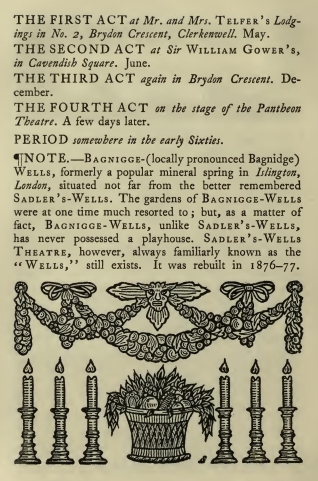 THE FIRST ACT at Mr. and Mrs. TELFER'S Lodg-
ings in No. 2, Brydon Crescent, Clerkenwell. May.
THE SECOND ACT at Sir WILLIAM GOWER'S,
in Cavendish Square. June.
THE THIRD ACT again in Brydon Crescent. De-
cember.
THE FOURTH ACT on the stage of the Pantheon
Theatre. A few days later.
PERIOD somewhere in the early Sixties.
¶NOTE.—BAGNIGGE-(locally pronounced Bagnidge)
WELLS, formerly a popular mineral spring in Islington,
London, situated not far from the better remembered
SADLER'S-WELLS. The gardens of BAGNIGGE-WELLS
were at one time much resorted to; but, as a matter of
fact, BAGNIGGE-WELLS, unlike SADLER'S-WELLS,
has never possessed a playhouse. SADLER'S-WELLS
THEATRE, however, always familiarly known as the
"WELLS," still exists. It was rebuilt in 1876-77.